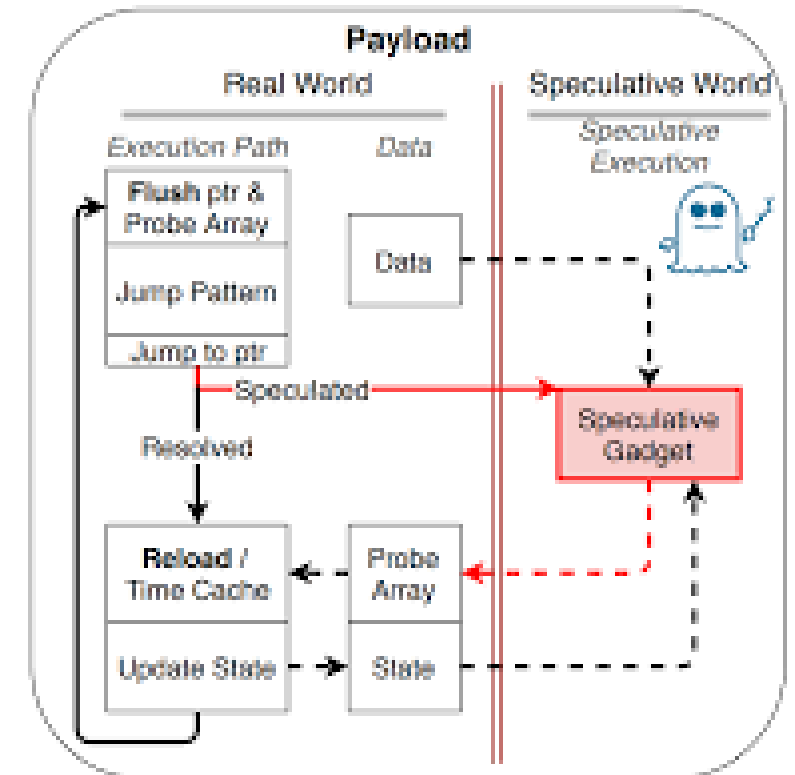 Payload
Real World
Speculative World
Execution Path
Data
Speculative
Execution
Flush ptr &
Probe Array
Jump Pattern
Jump to ptr
Data
Speculated
Speculative
Gadget
Resolved
Reload /
Time Cache
Probe
Array
Update State
State